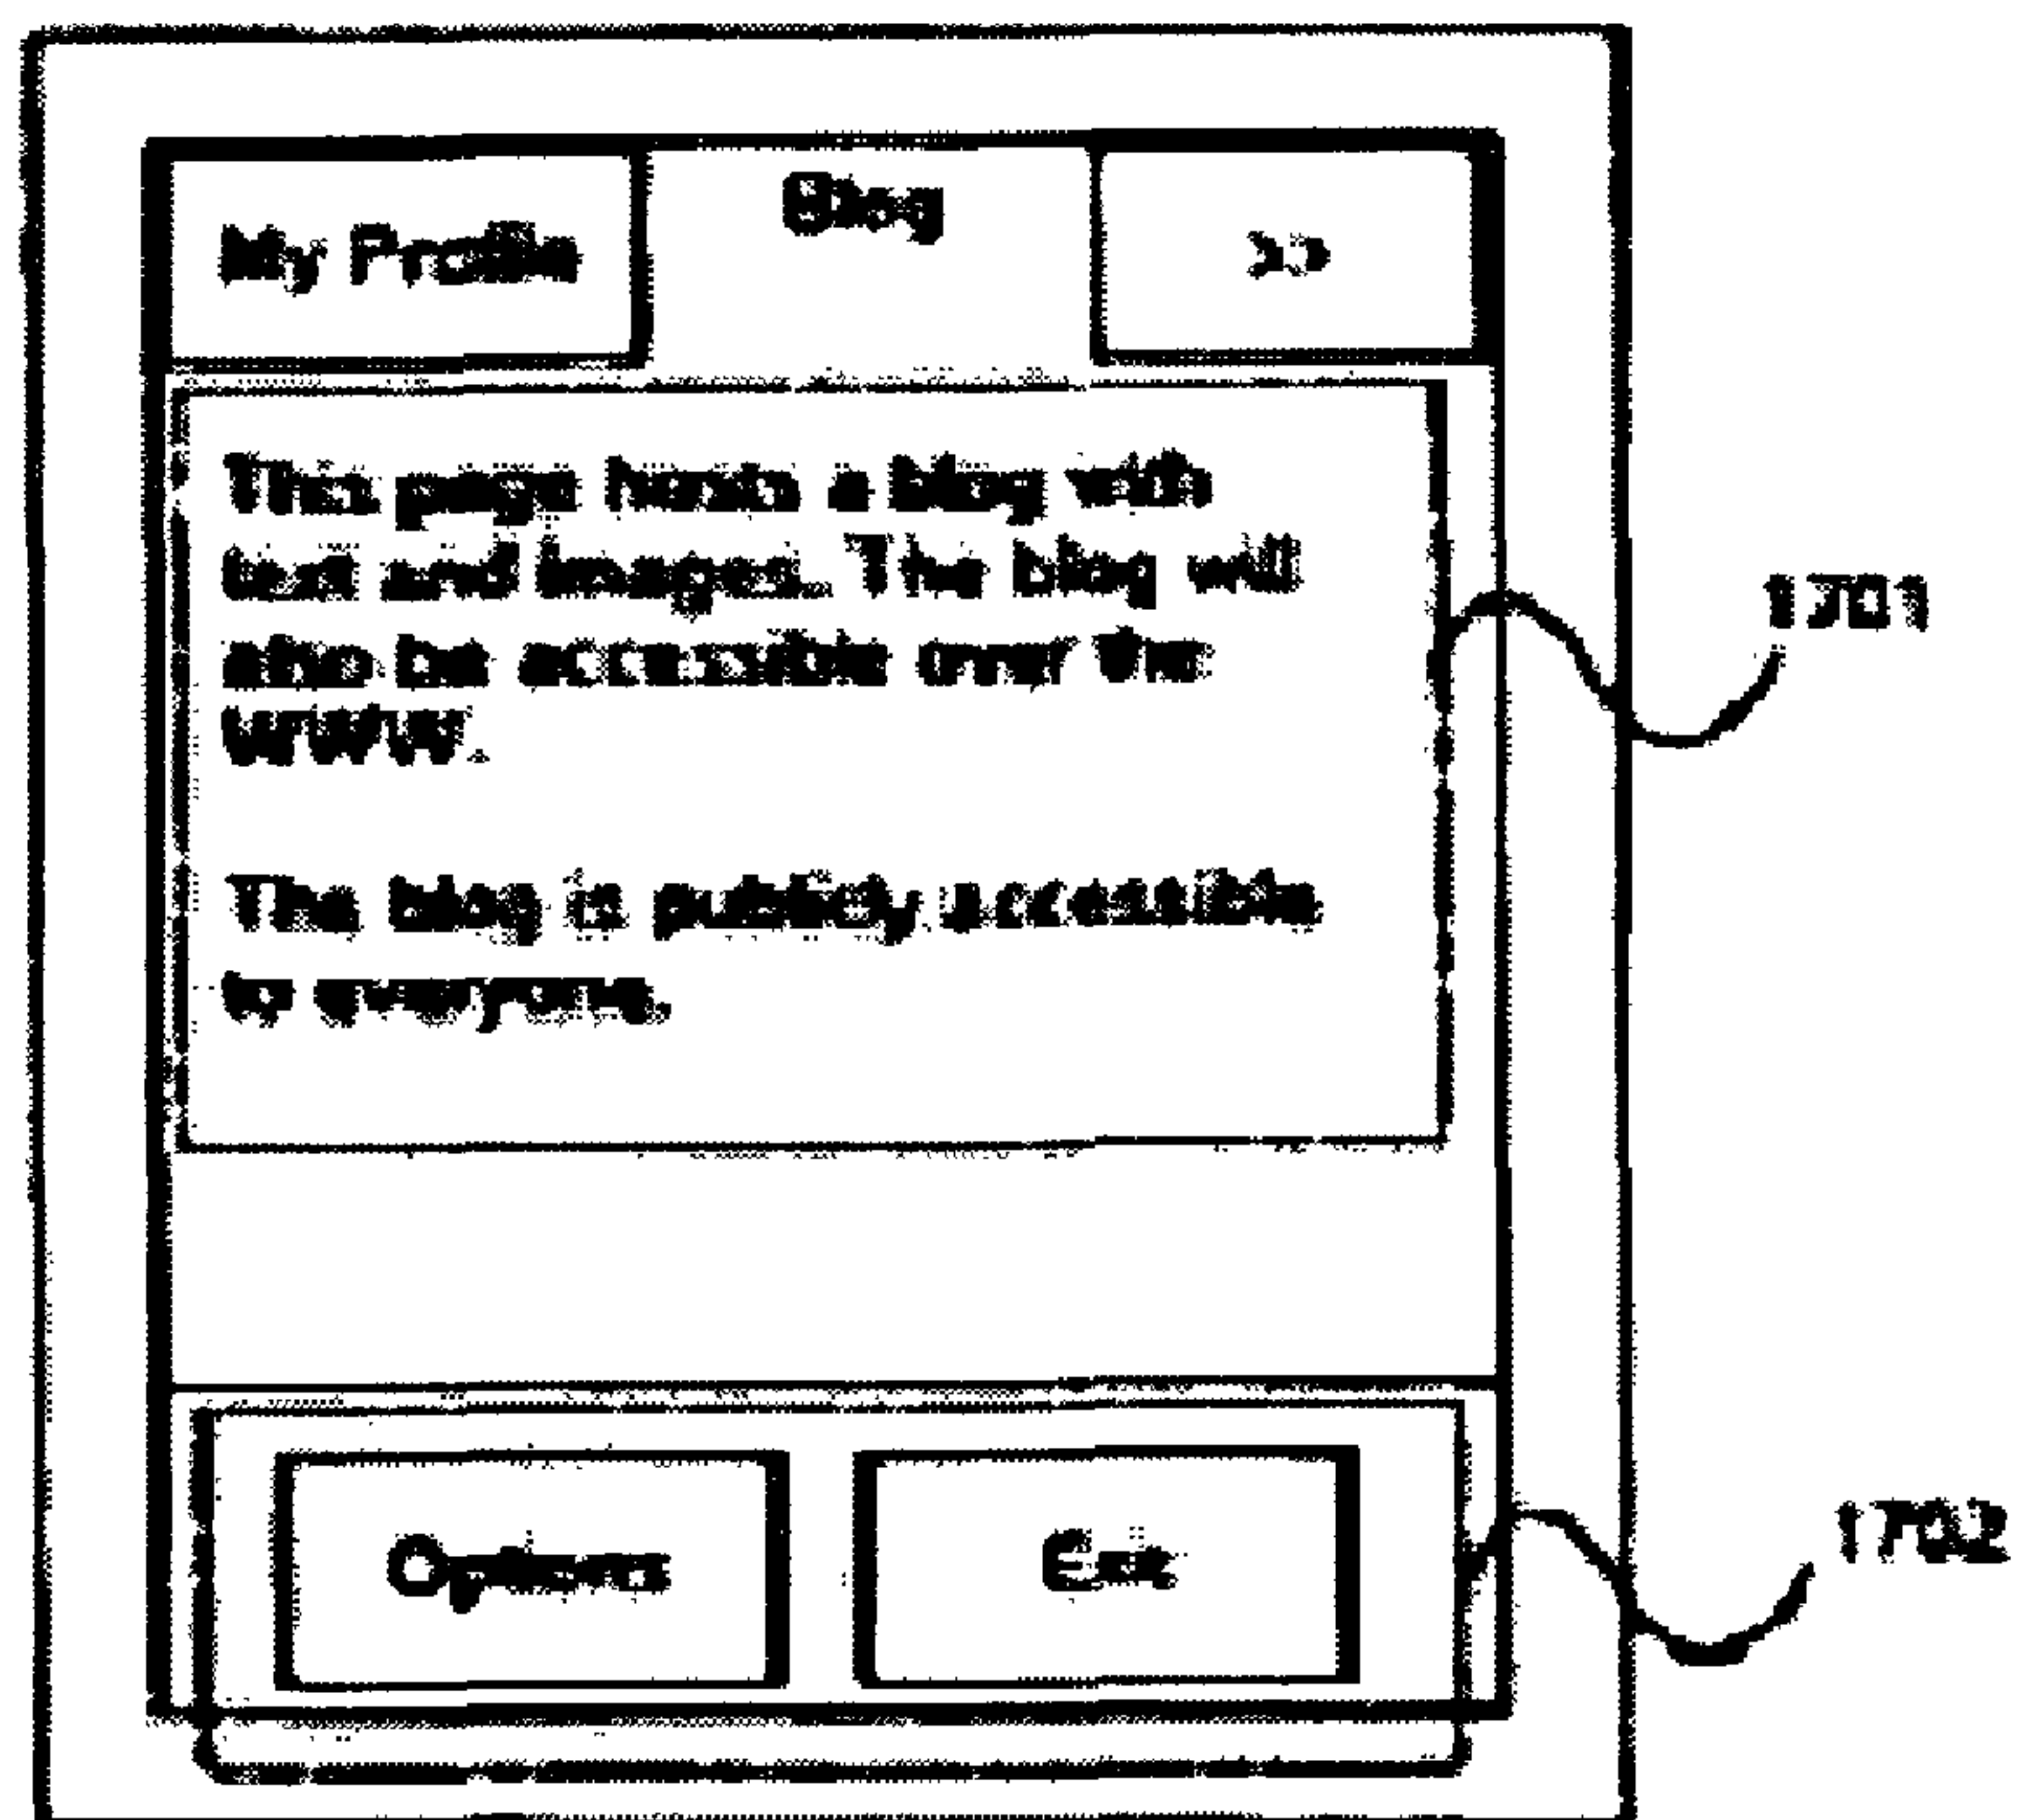 My Profile
Blog
>>
This page hosts a blog with
text and images. The blog will
also be accessible over the
WWW.
The blog is publicly accessible
to everyone.
1701
Options
Exit
1702